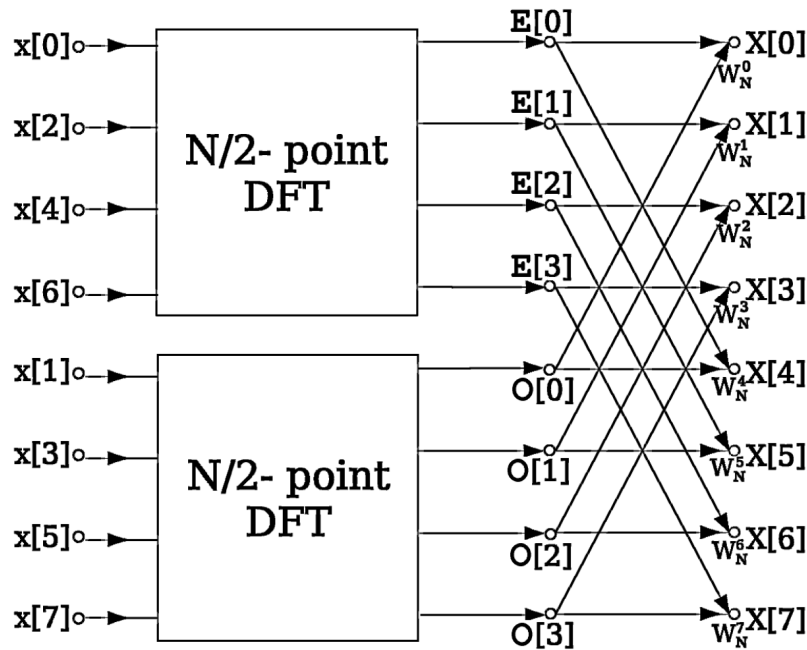 x[0]
x[2]
x[4]
x[6]
N/2- point
DFT
E[0]
E[1]
E[2]
E[3]
X[0]
W_N^0
X[1]
W_N^1
X[2]
W_N^2
X[3]
W_N^3
x[1]
x[3]
x[5]
x[7]
N/2- point
DFT
O[0]
O[1]
O[2]
O[3]
W_N^4 X[4]
W_N^5 X[5]
W_N^6 X[6]
W_N^7 X[7]